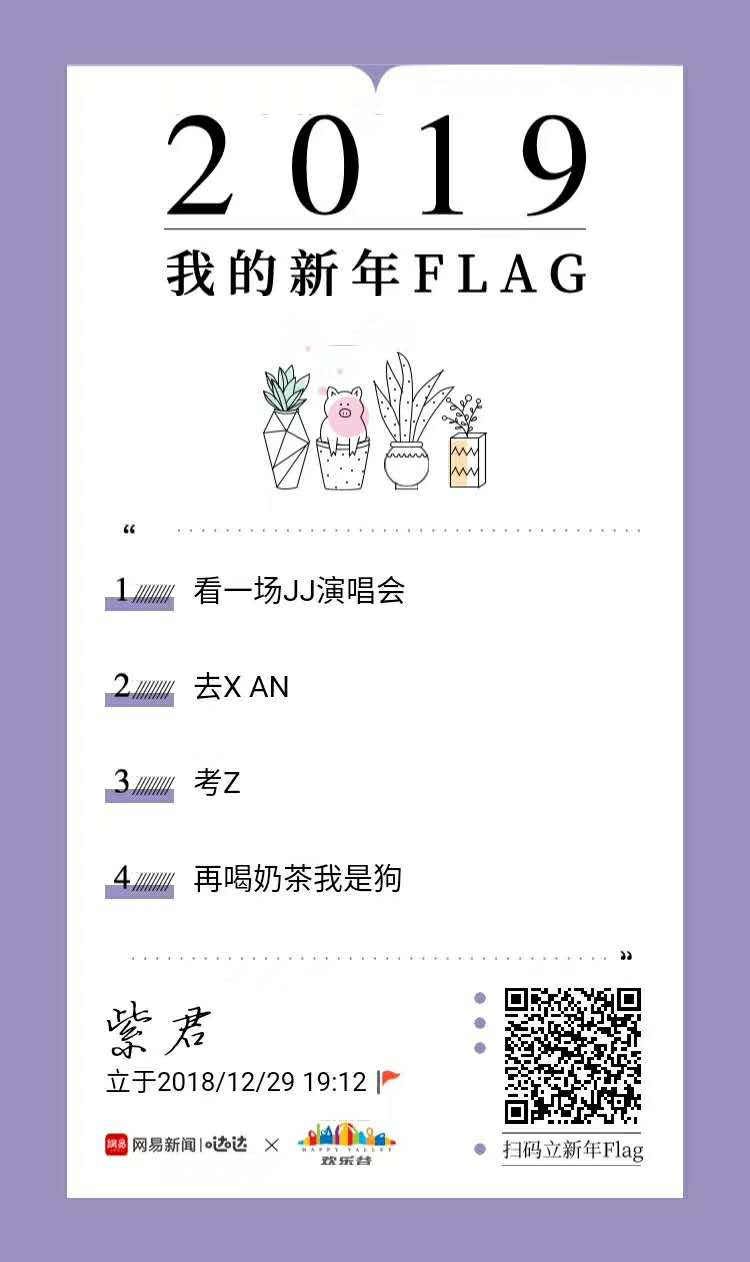 2019
我的新年FLAG
“
1 看一场JJ演唱会
2 去X AN
3 考Z
4 再喝奶茶我是狗
”
紫君
立于2018/12/29 19:12
網易 网易新闻 | 哒哒 × HAPPY VALLEY
欢乐谷
扫码立新年Flag